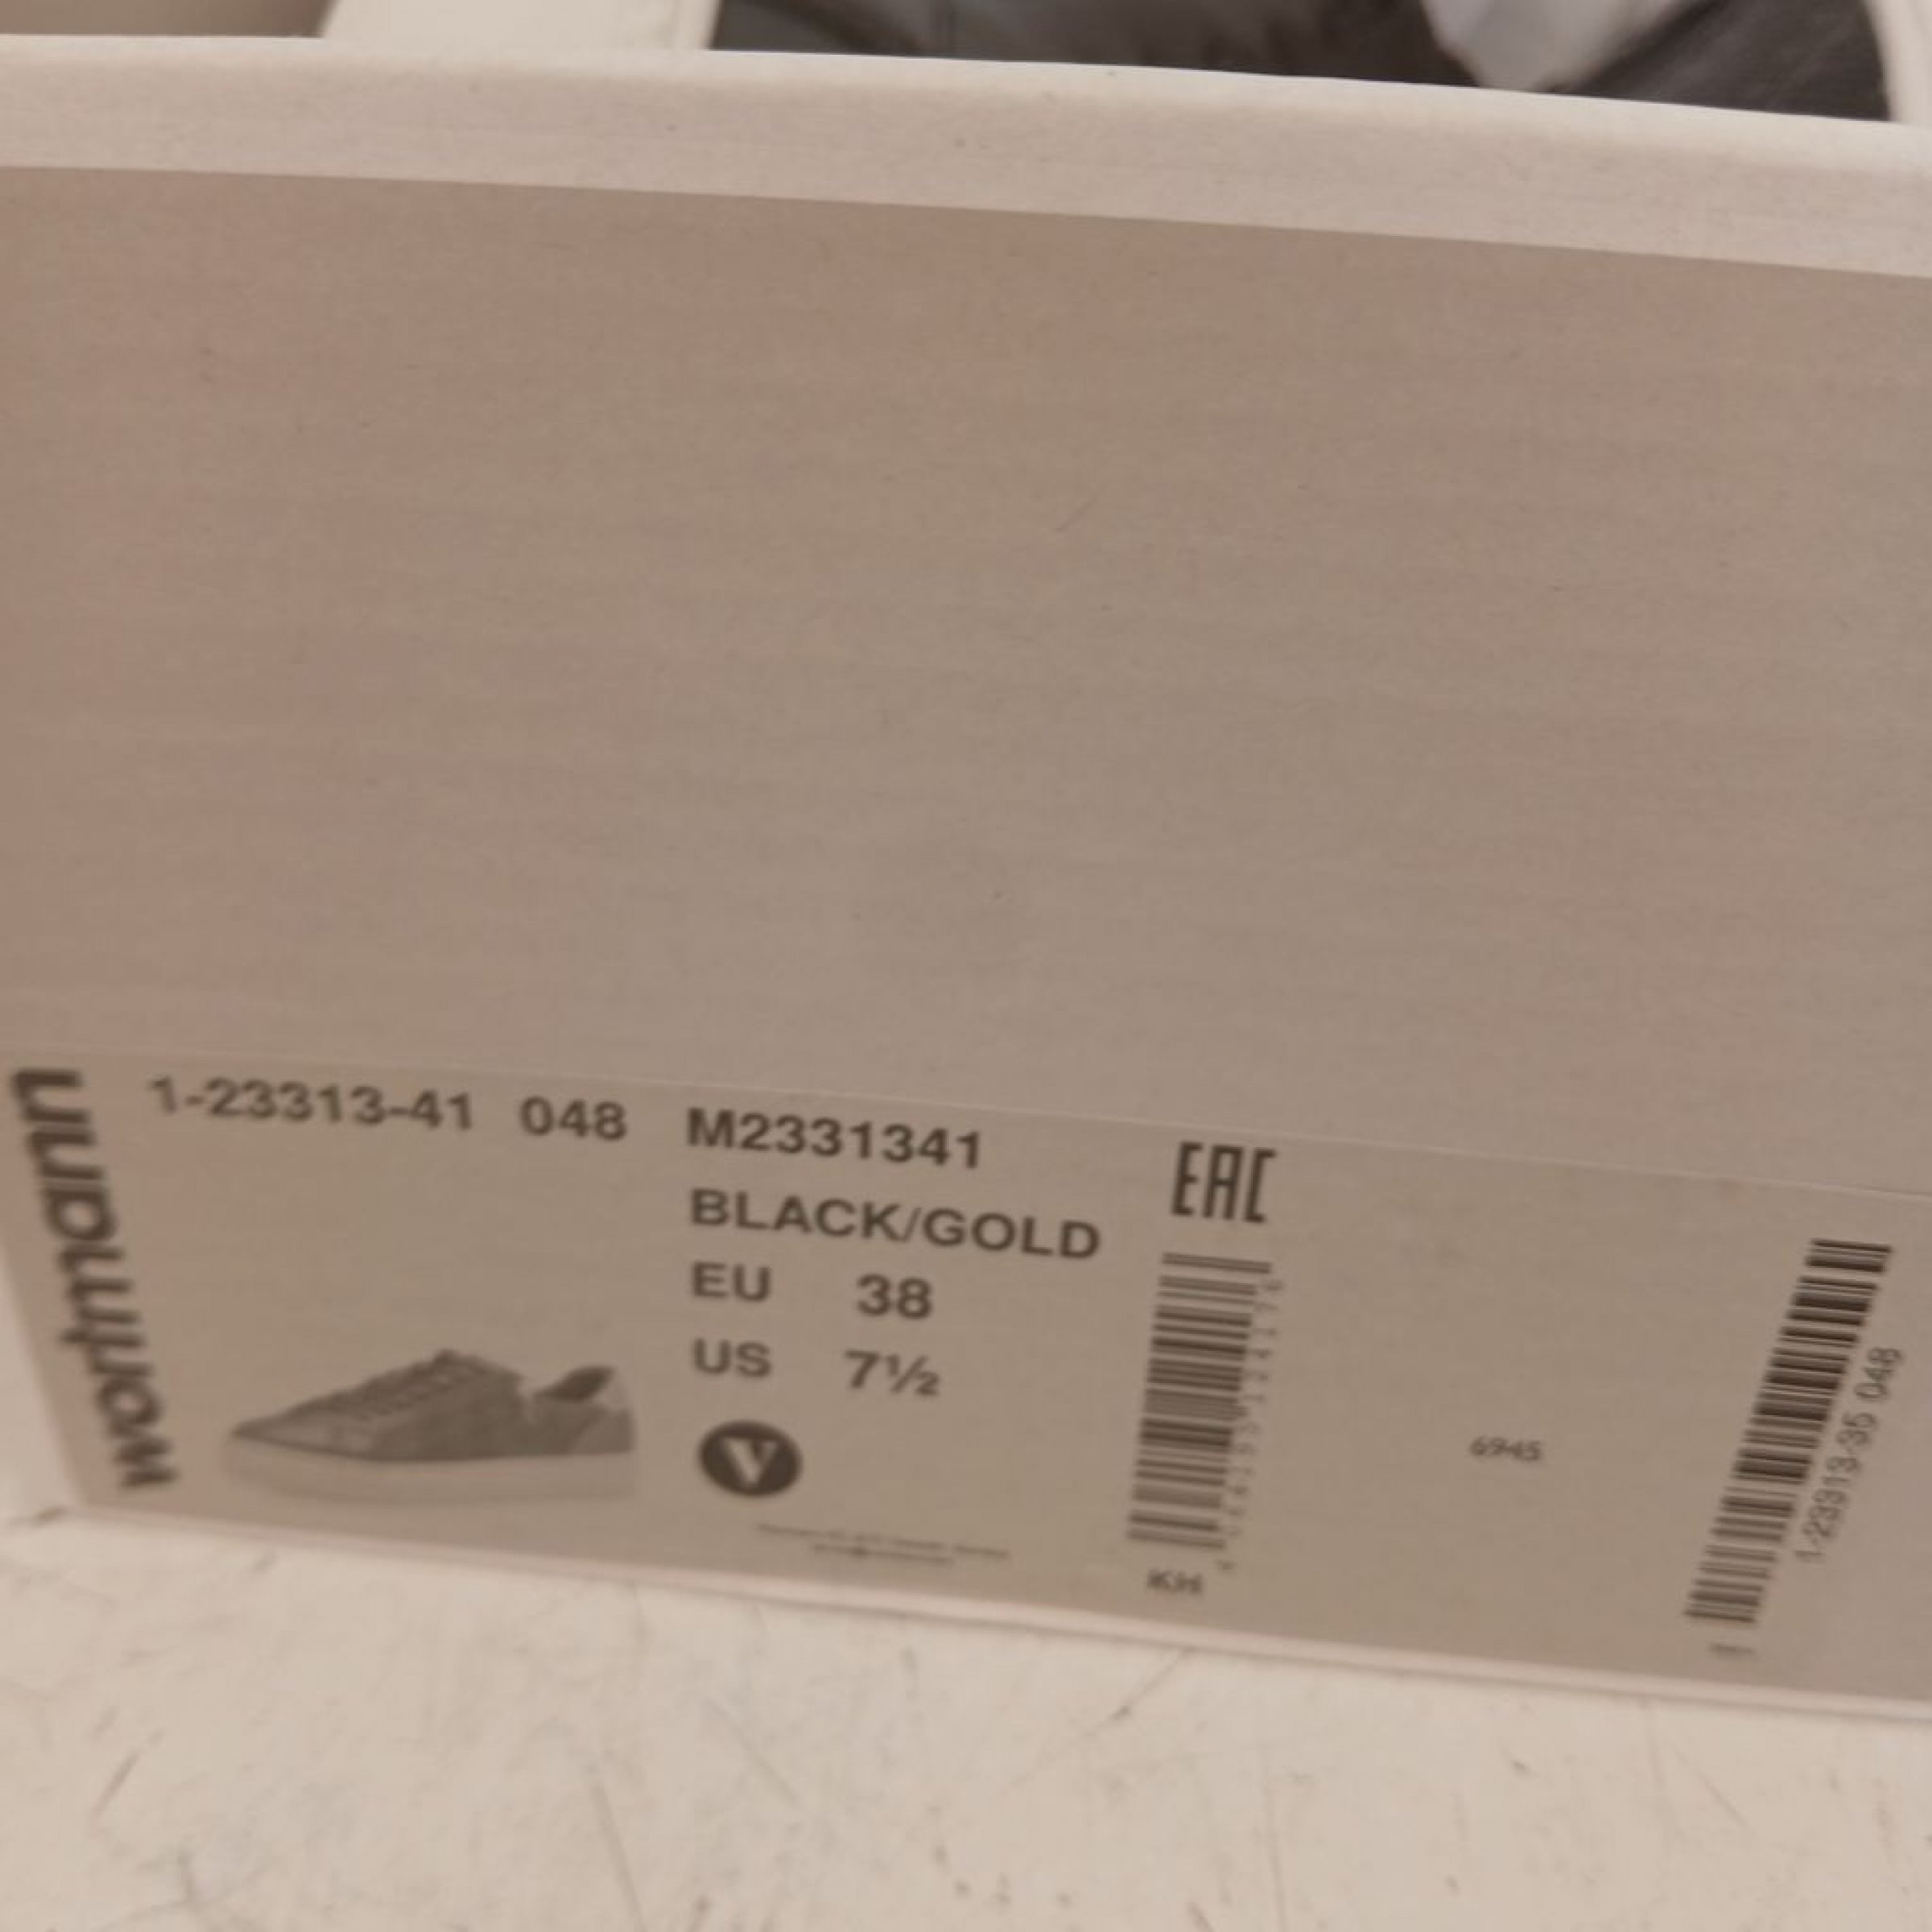 wortmann
1-23313-41 048 M2331341
BLACK/GOLD
EU 38
US 7½
V
EAC
KH
6945
1-23313-35 048